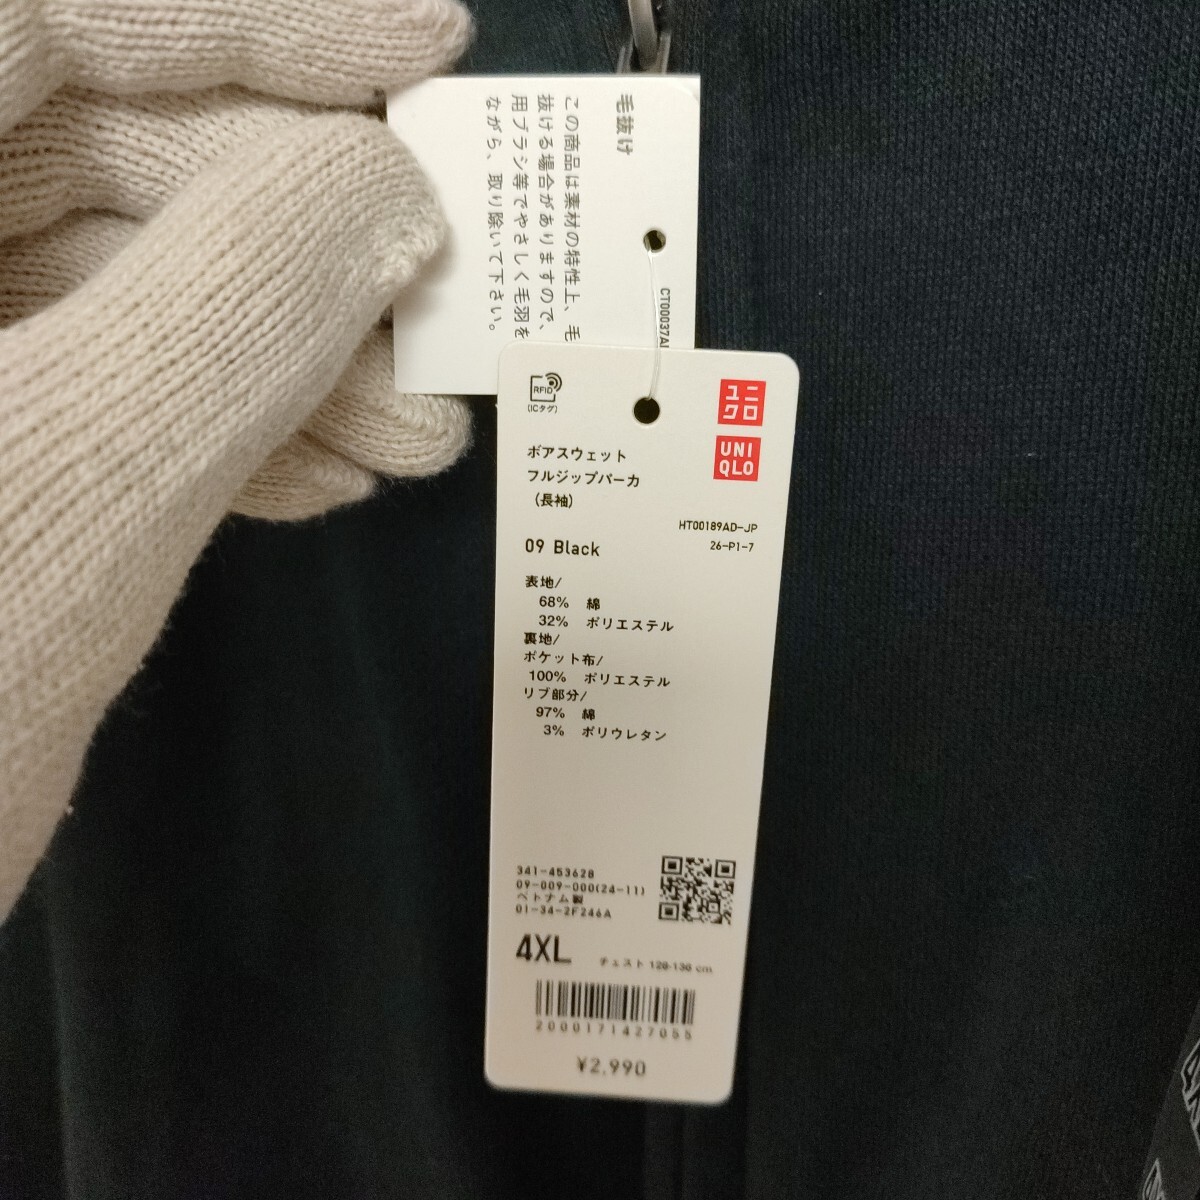 毛抜け
この商品は素材の特性上、毛
抜ける場合がありますので、
用ブラシ等でやさしく毛羽を
ながら、取り除いて下さい。
CT00037A
RFID
(ICタグ)
ユニ
クロ
UNI
QLO
ボアスウェット
フルジップパーカ
(長袖)
HT00189AD-JP
26-P1-7
09 Black
表地/
68% 綿
32% ポリエステル
裏地/
ポケット布/
100% ポリエステル
リブ部分/
97% 綿
3% ポリウレタン
341-453628
09-009-000(24-11)
ベトナム製
01-34-2F246A
4XL チェスト 128-136 cm
2000171427055
¥2,990